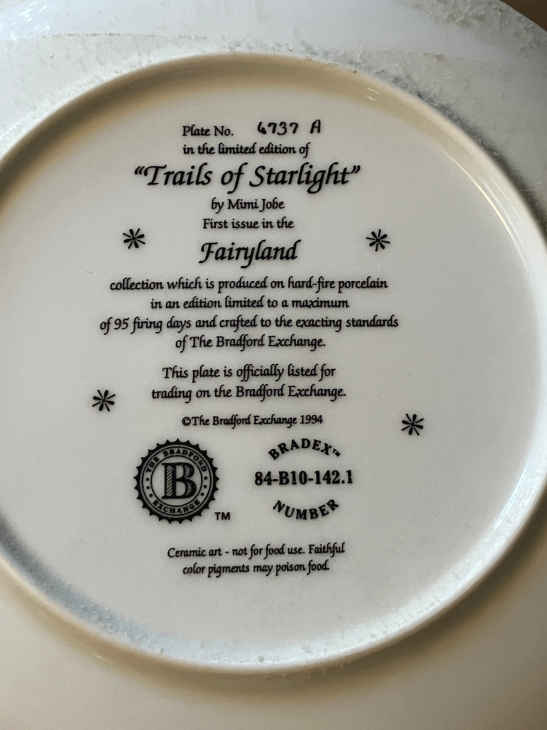 Plate No. 4737 A
in the limited edition of
“Trails of Starlight”
by Mimi Jobe
First issue in the
Fairyland
collection which is produced on hard-fire porcelain
in an edition limited to a maximum
of 95 firing days and crafted to the exacting standards
of The Bradford Exchange.
This plate is officially listed for
trading on the Bradford Exchange.
©The Bradford Exchange 1994
THE BRADFORD
B
EXCHANGE
TM
BRADEX™
84-B10-142.1
NUMBER
Ceramic art - not for food use. Faithful
color pigments may poison food.